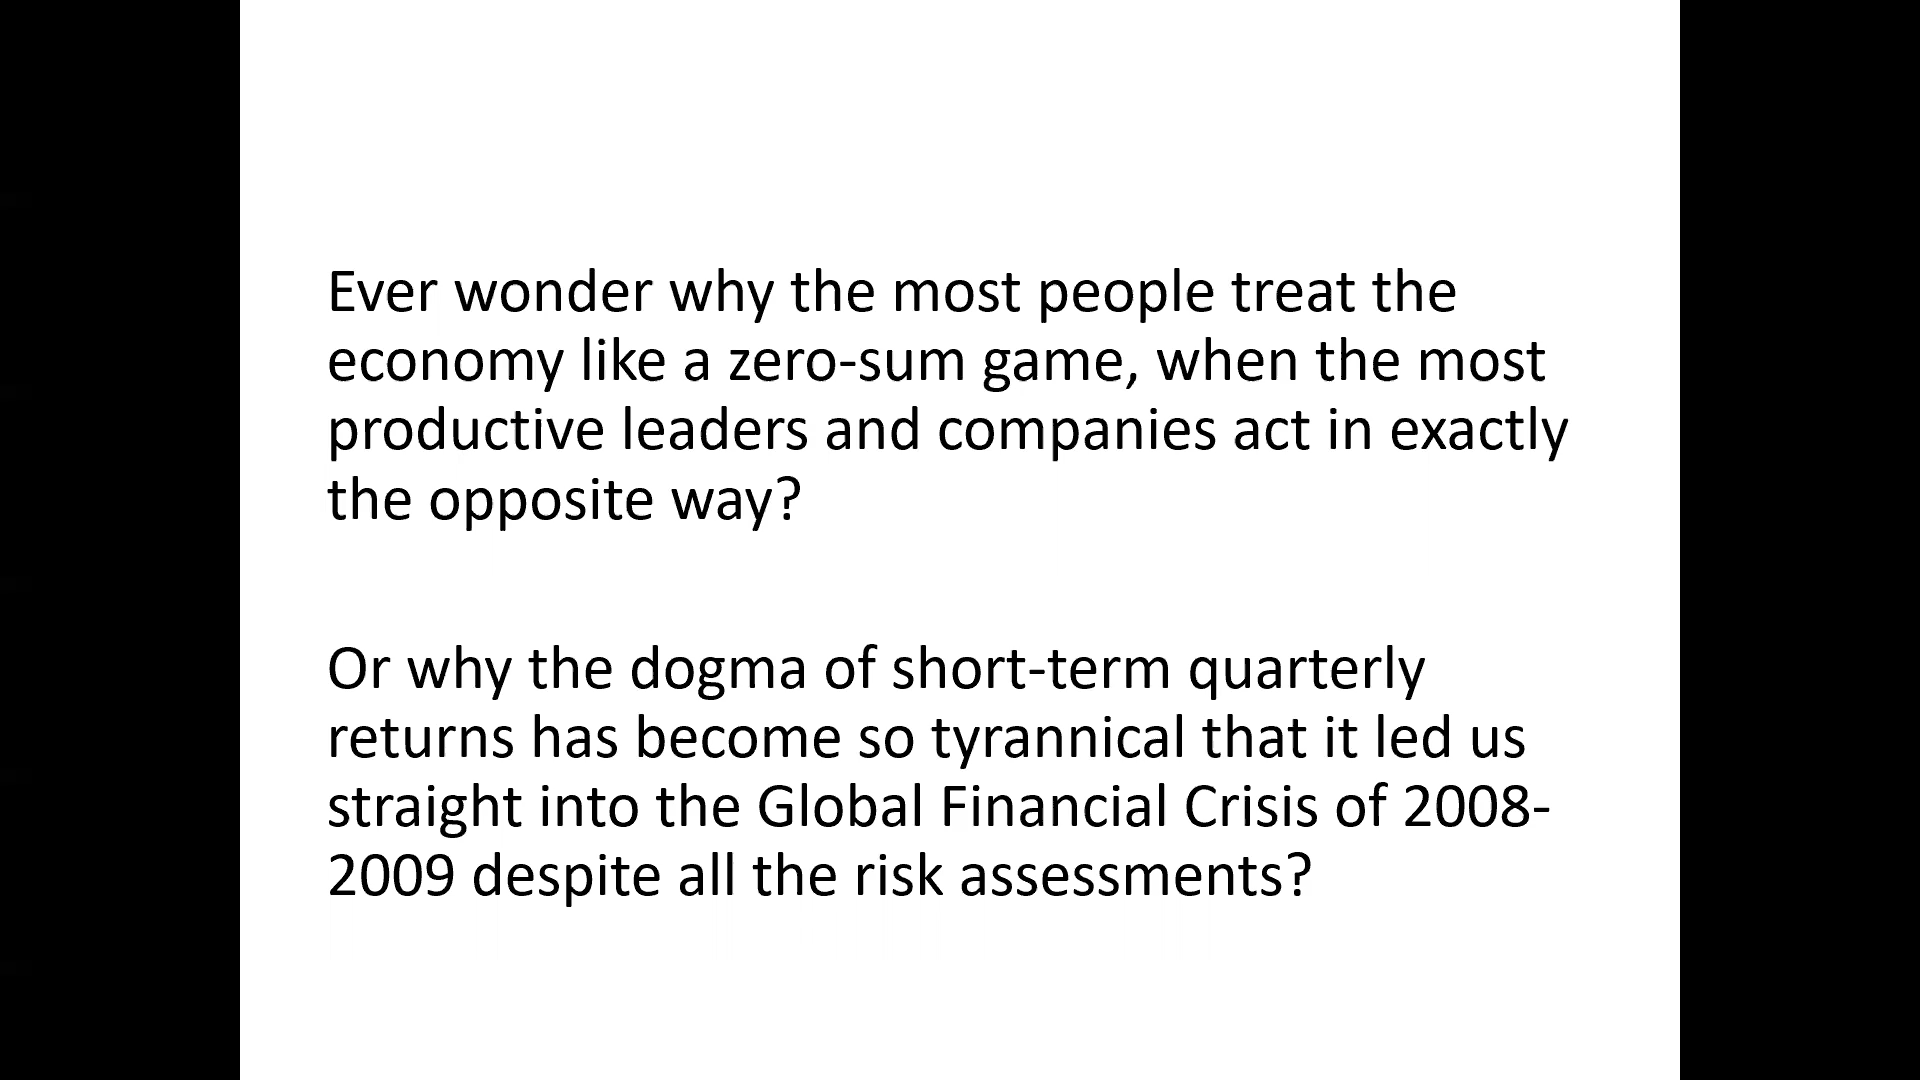 Ever wonder why the most people treat the
economy like a zero-sum game, when the most
productive leaders and companies act in exactly
the opposite way?
Or why the dogma of short-term quarterly
returns has become so tyrannical that it led us
straight into the Global Financial Crisis of 2008-
2009 despite all the risk assessments?